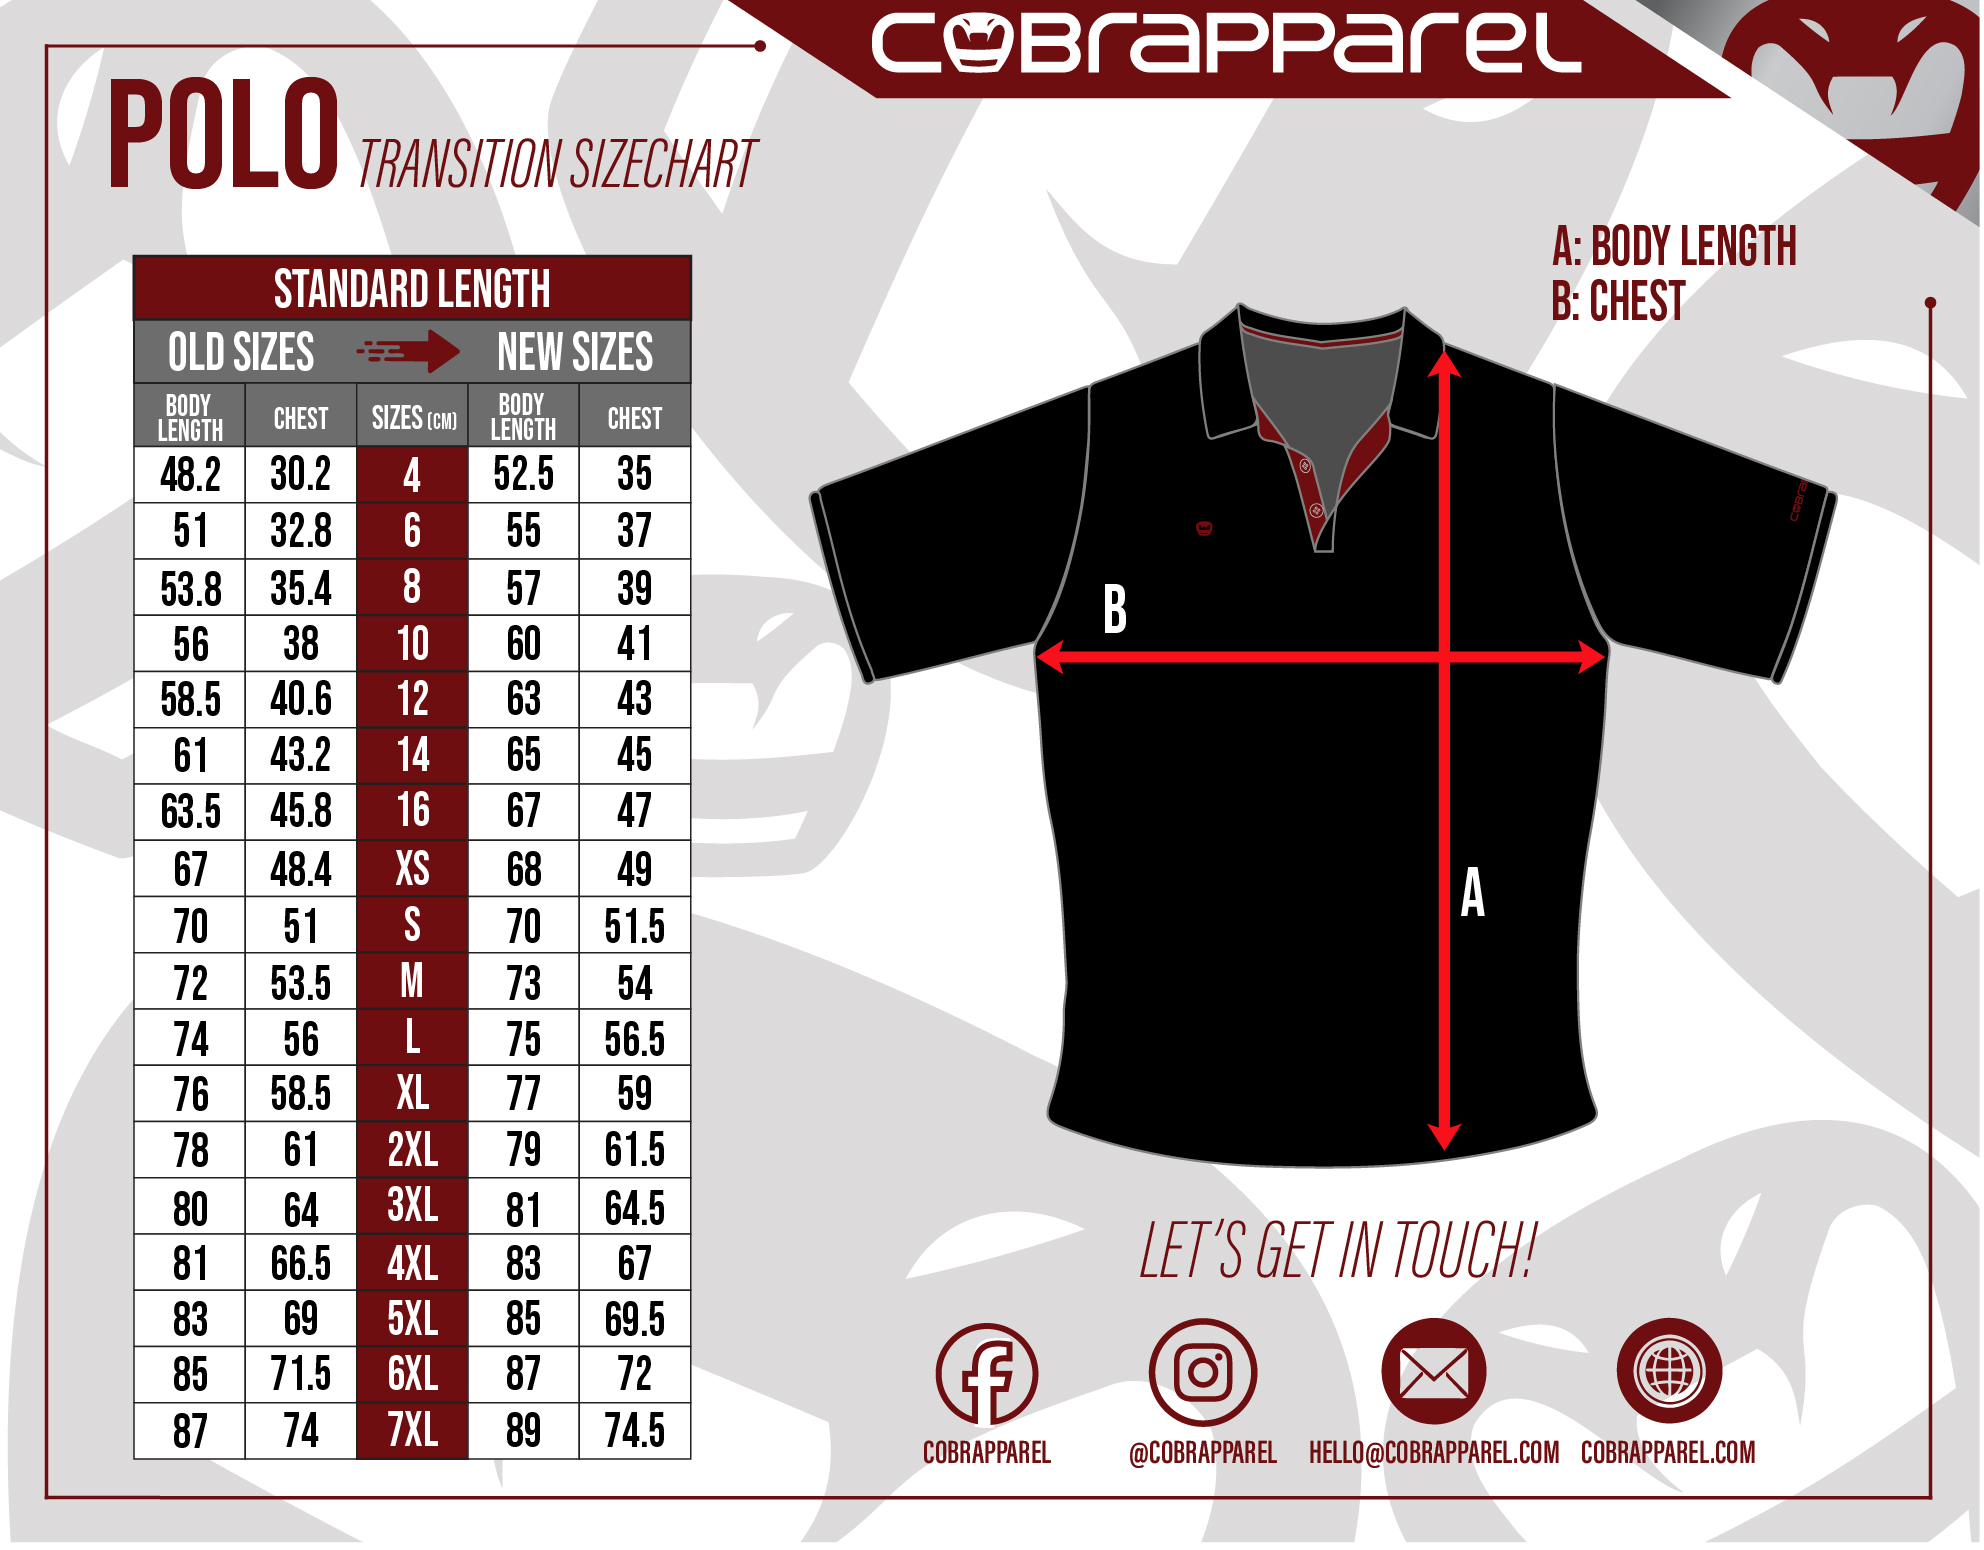 COBRAPPAREL
POLO TRANSITION SIZECHART
A: BODY LENGTH
B: CHEST
STANDARD LENGTH
OLD SIZES NEW SIZES
BODY LENGTH CHEST SIZES (CM) BODY LENGTH CHEST
48.2 30.2 4 52.5 35
51 32.8 6 55 37
53.8 35.4 8 57 39
56 38 10 60 41
58.5 40.6 12 63 43
61 43.2 14 65 45
63.5 45.8 16 67 47
67 48.4 XS 68 49
70 51 S 70 51.5
72 53.5 M 73 54
74 56 L 75 56.5
76 58.5 XL 77 59
78 61 2XL 79 61.5
80 64 3XL 81 64.5
81 66.5 4XL 83 67
83 69 5XL 85 69.5
85 71.5 6XL 87 72
87 74 7XL 89 74.5
B
A
LET'S GET IN TOUCH!
COBRAPPAREL @COBRAPPAREL HELLO@COBRAPPAREL.COM COBRAPPAREL.COM